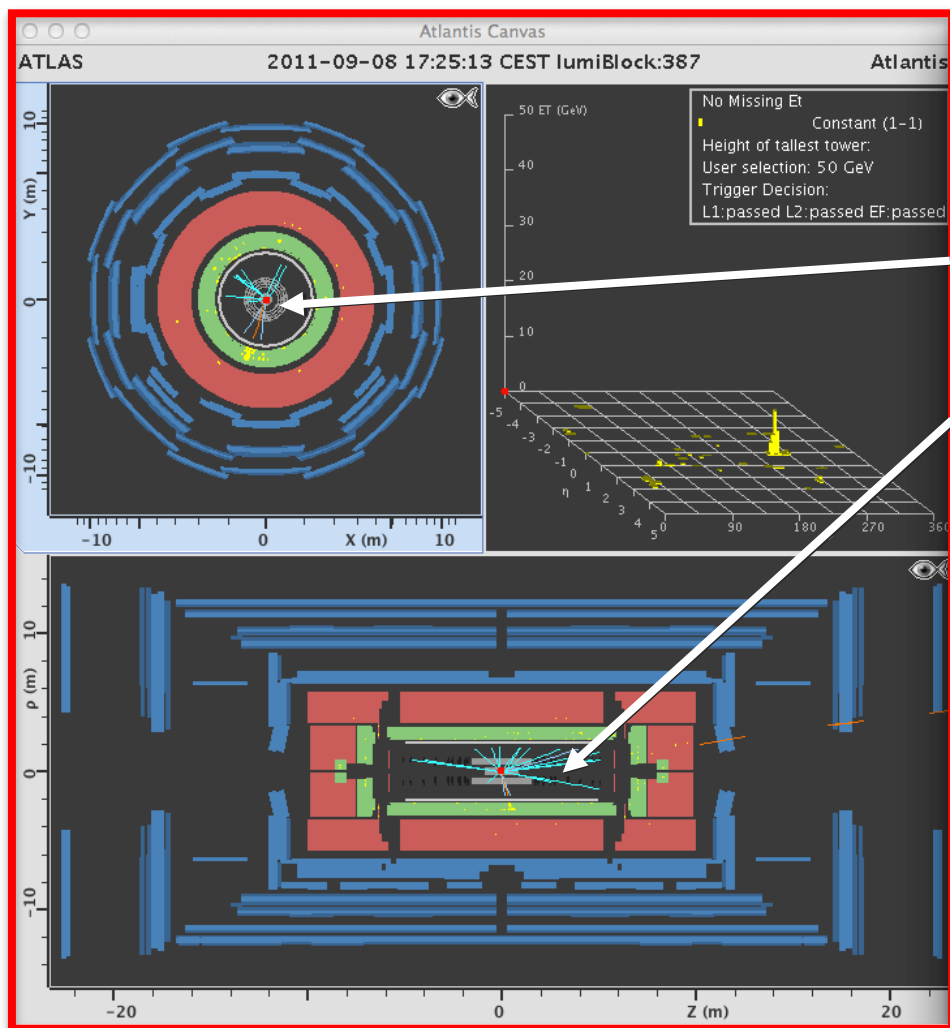 Atlantis Canvas
ATLAS 2011-09-08 17:25:13 CEST lumiBlock:387 Atlantis
10
Y (m)
0
-10
-10 0 X (m) 10
50 ET (GeV)
40
30
20
10
0
No Missing Et
Constant (1-1)
Height of tallest tower:
User selection: 50 GeV
Trigger Decision:
L1:passed L2:passed EF:passed
-5
-4
-3
-2
-1
0
η
1
2
3
4
5
0 90 180 270 360
10
ρ (m)
0
-10
-20 0 Z (m) 20